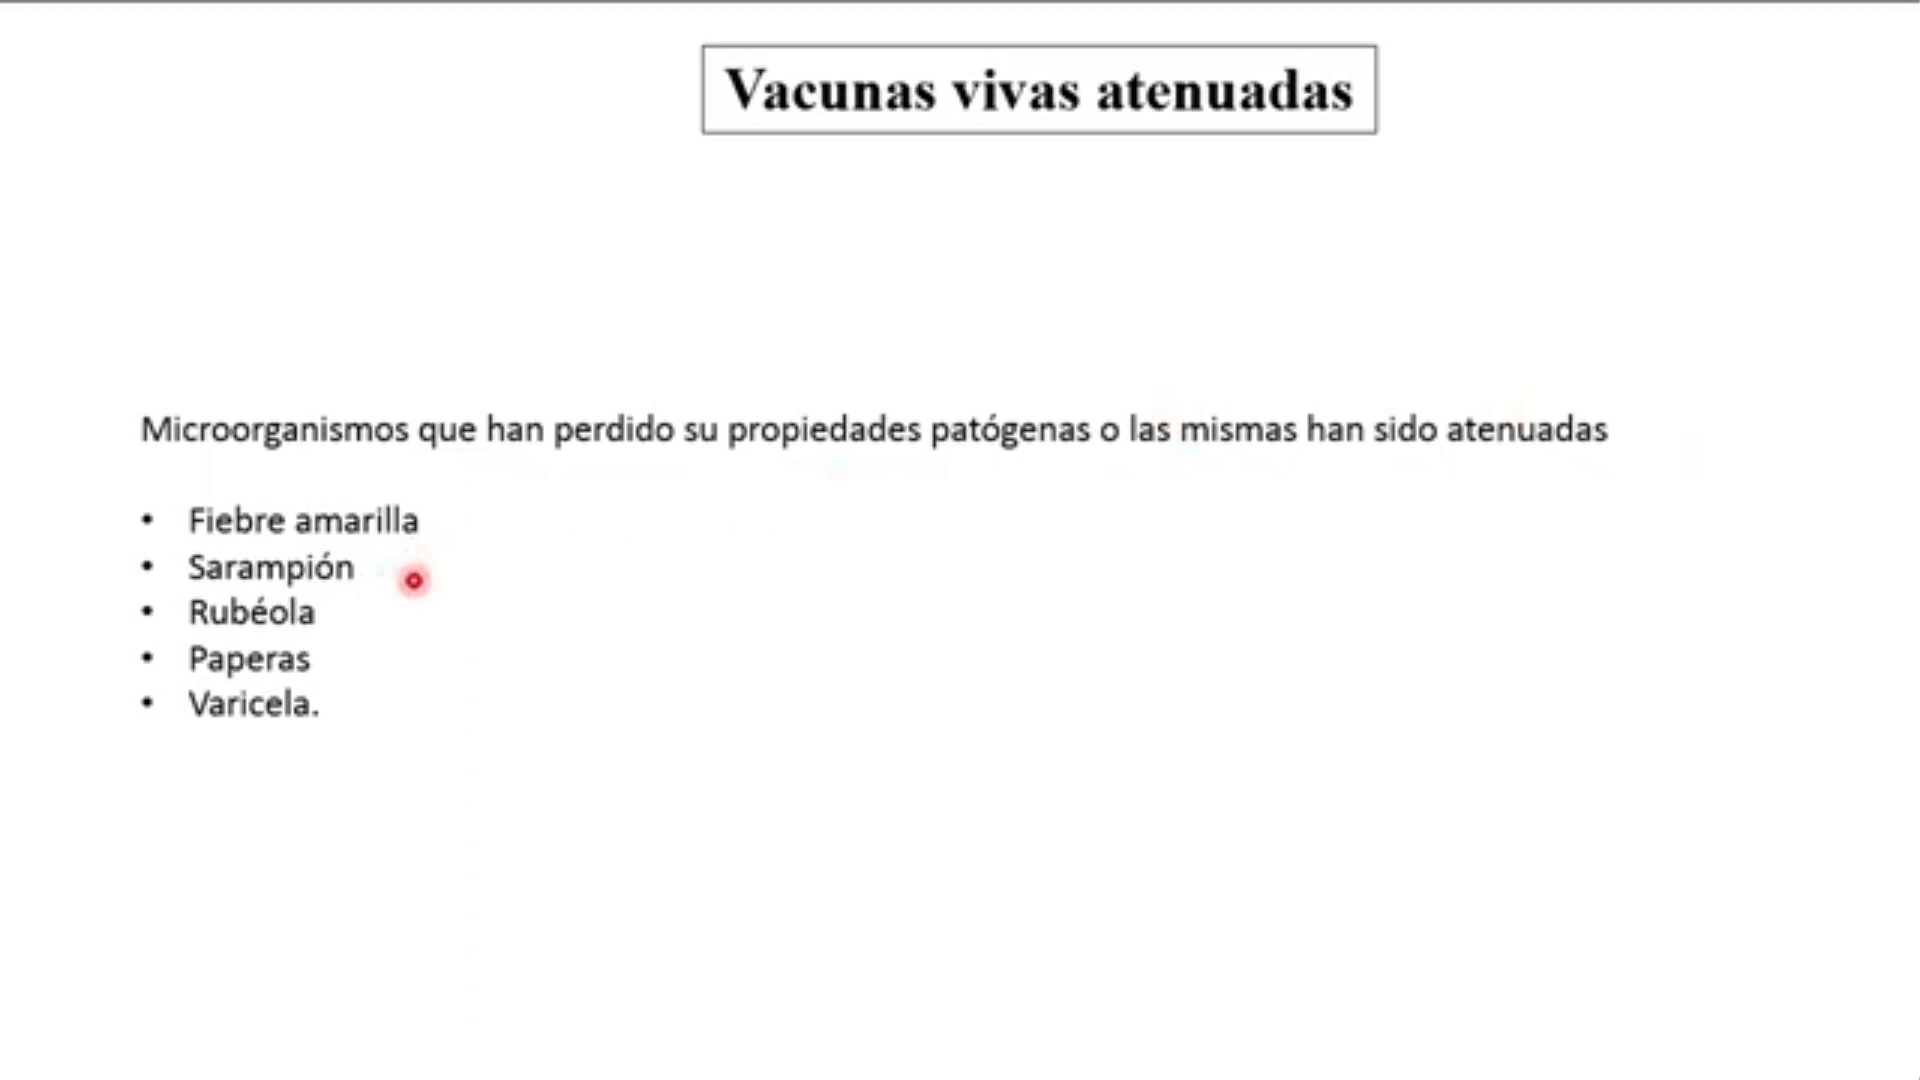 Vacunas vivas atenuadas
Microorganismos que han perdido su propiedades patógenas o las mismas han sido atenuadas
• Fiebre amarilla
• Sarampión
• Rubéola
• Paperas
• Varicela.